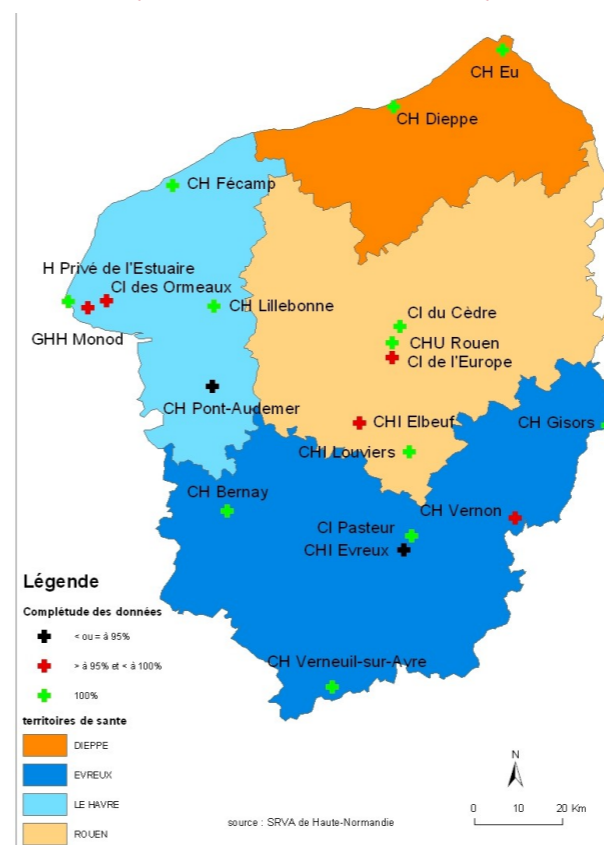 CH Eu
CH Dieppe
CH Fécamp
H Privé de l'Estuaire
CI des Ormeaux
CH Lillebonne
GHH Monod
CI du Cèdre
CHU Rouen
CI de l'Europe
CH Pont-Audemer
CHI Elbeuf
CH Gisors
CHI Louviers
CH Bernay
CH Vernon
CI Pasteur
CHI Evreux
CH Verneuil-sur-Avre
Légende
Complétude des données
< ou = à 95%
> à 95% et < à 100%
100%
territoires de sante
DIEPPE
EVREUX
LE HAVRE
ROUEN
source : SRVA de Haute-Normandie
N
0 10 20 Km